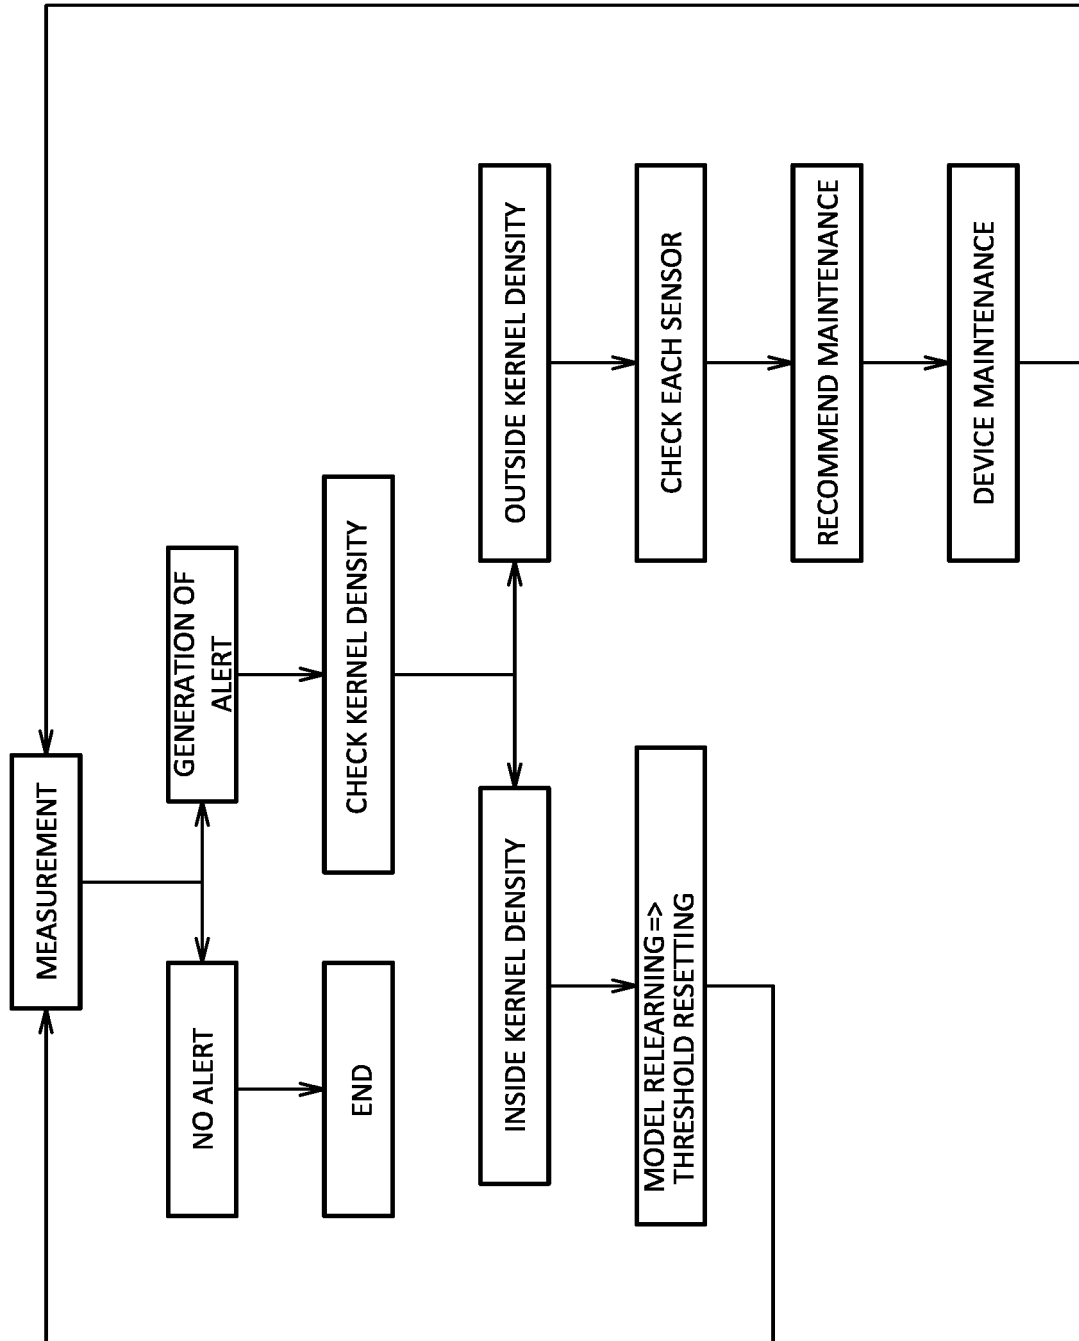 MEASUREMENT
NO ALERT
GENERATION OF
ALERT
END
CHECK KERNEL DENSITY
INSIDE KERNEL DENSITY
OUTSIDE KERNEL DENSITY
MODEL RELEARNING=>
THRESHOLD RESETTING
CHECK EACH SENSOR
RECOMMEND MAINTENANCE
DEVICE MAINTENANCE